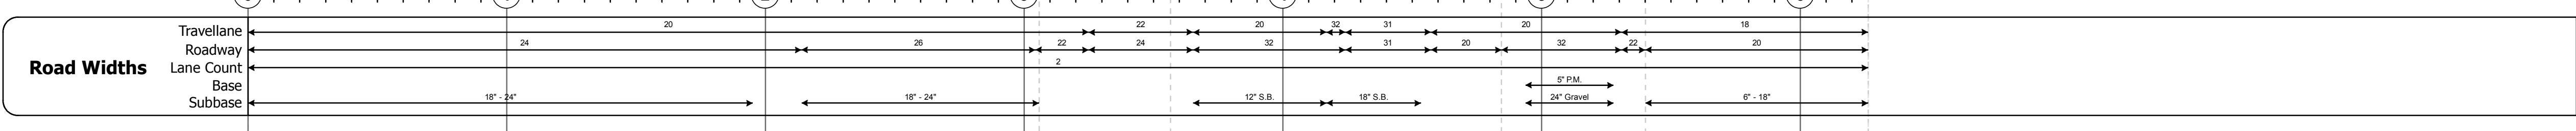 20 22 20 32 31 20 18
Travellane
24 26 22 24 32 31 20 32 22 20
Roadway
Road Widths
Lane Count 2
Base 5" P.M.
Subbase 18" - 24" 18" - 24" 12" S.B. 18" S.B. 24" Gravel 6" - 18"